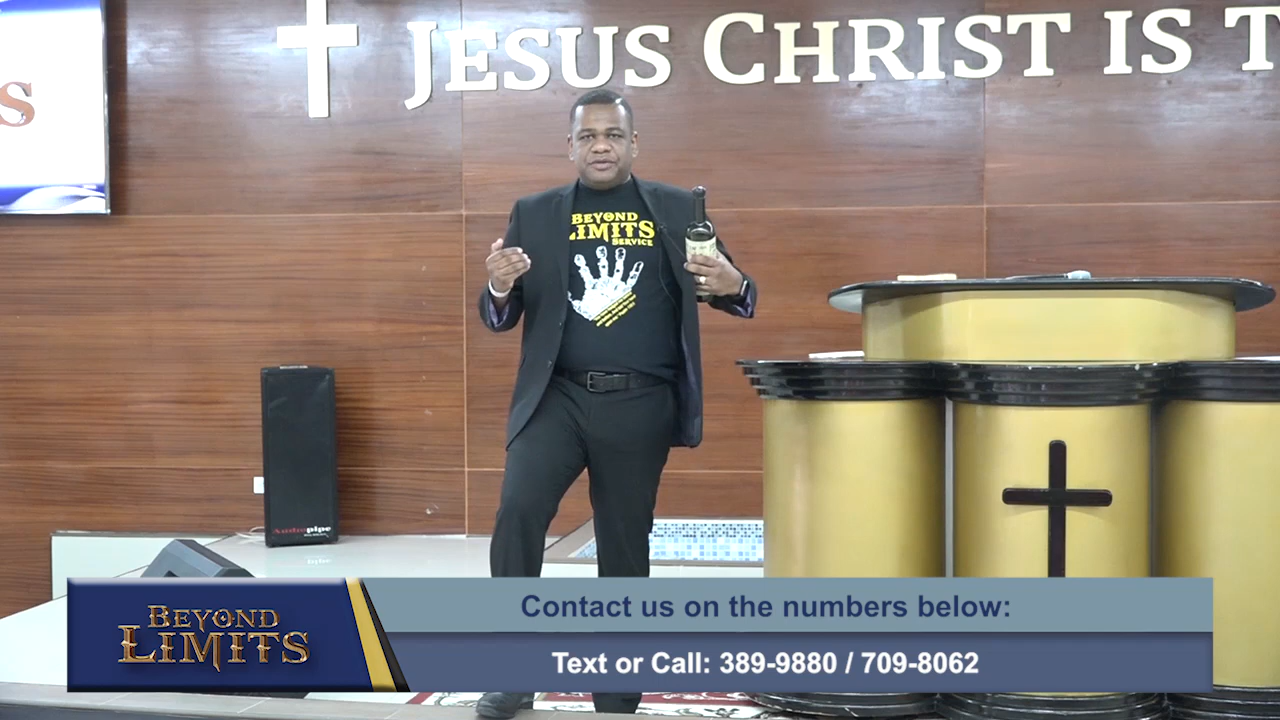 JESUS CHRIST IS T
S
BEYOND
LIMITS
SERVICE
Audiopipe
BEYOND
LIMITS
Contact us on the numbers below:
Text or Call: 389-9880 / 709-8062